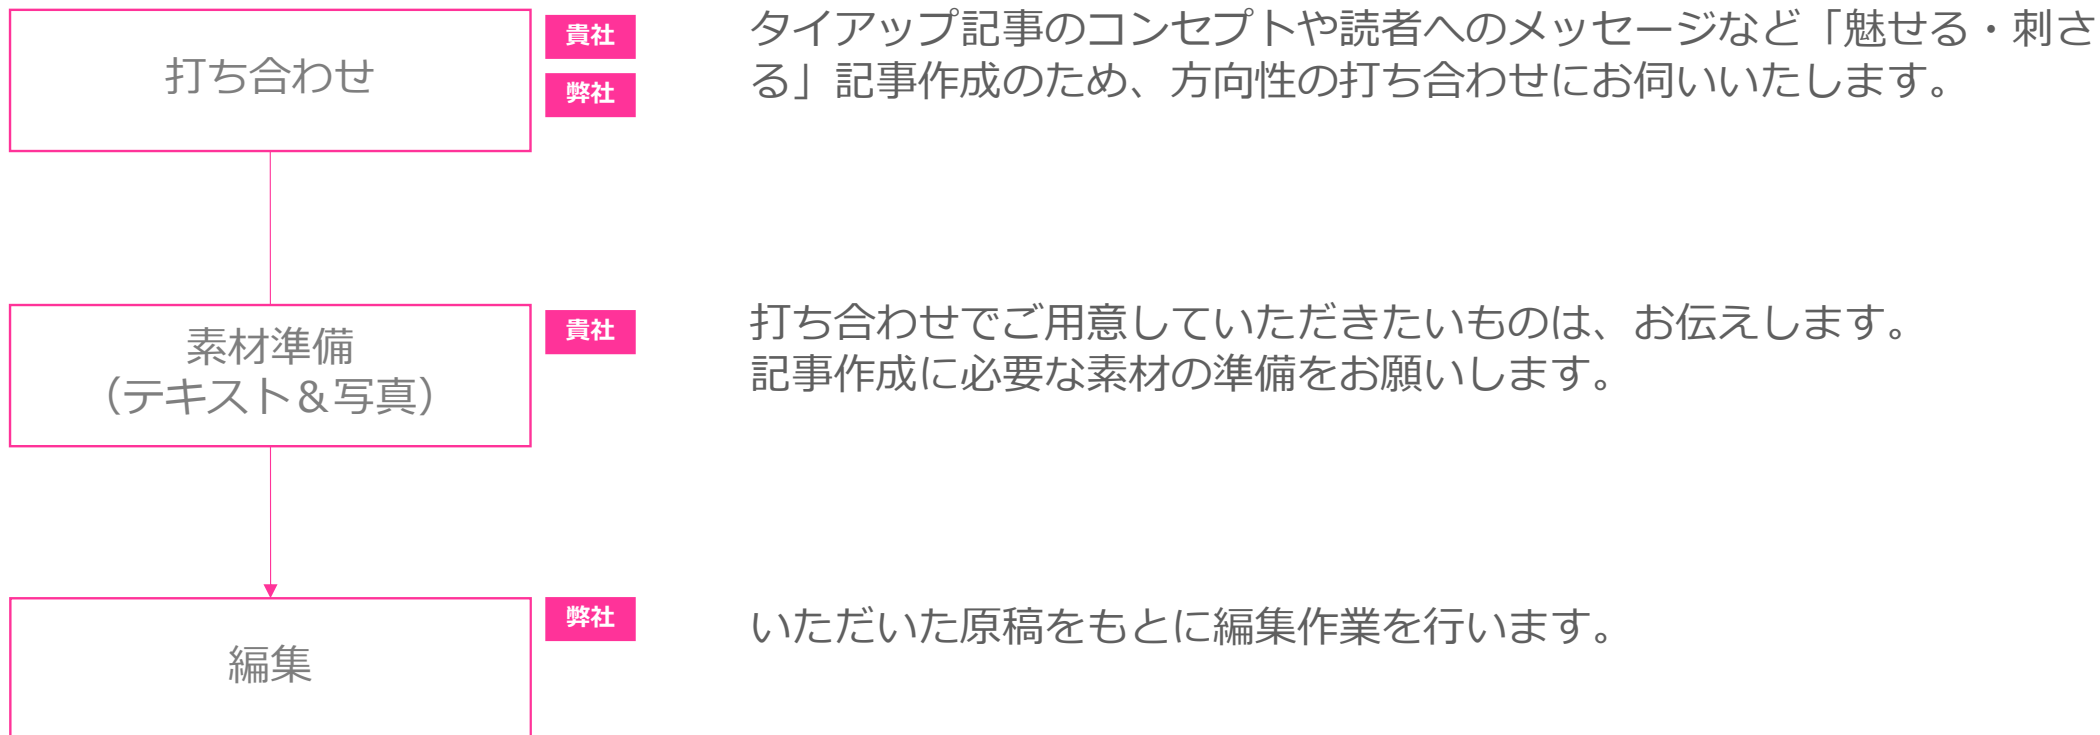 打ち合わせ
貴社
弊社
タイアップ記事のコンセプトや読者へのメッセージなど「魅せる・刺さ
る」記事作成のため、方向性の打ち合わせにお伺いいたします。
素材準備
（テキスト＆写真）
貴社
打ち合わせでご用意していただきたいものは、お伝えします。
記事作成に必要な素材の準備をお願いします。
編集
弊社
いただいた原稿をもとに編集作業を行います。